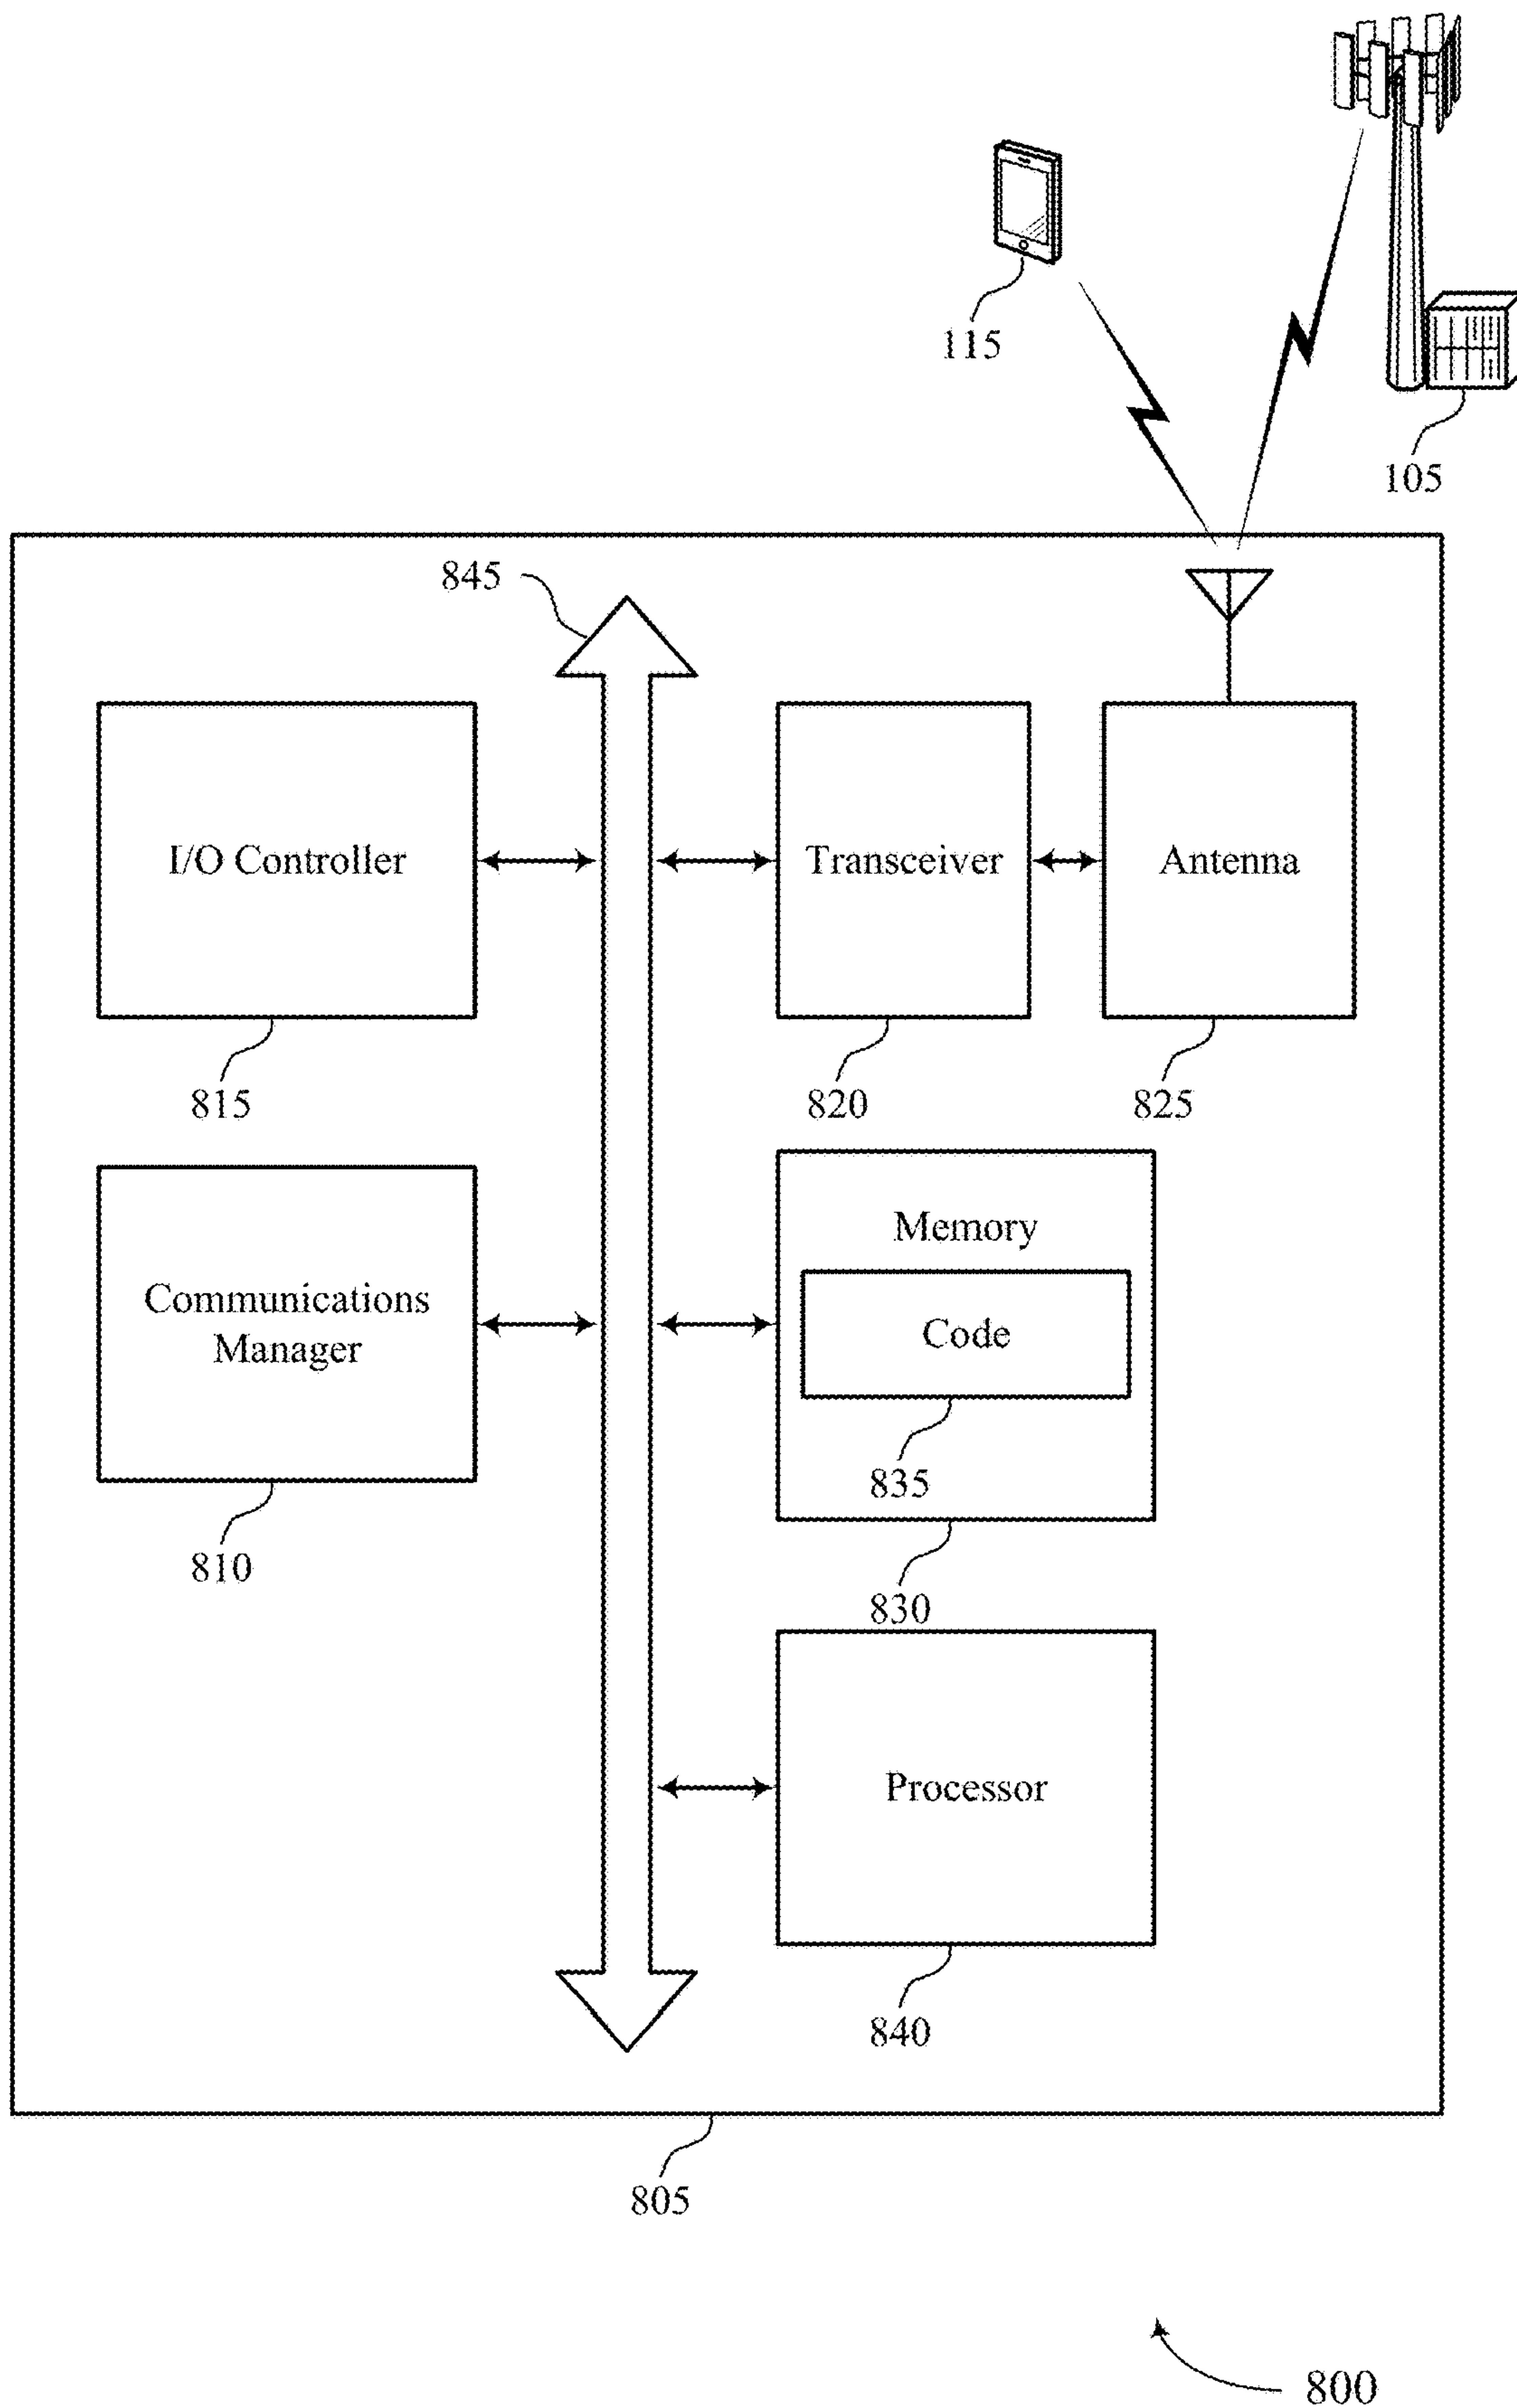 115
105
845
I/O Controller
Transceiver
Antenna
815
820
825
Communications
Manager
Memory
Code
835
810
830
Processor
840
805
800